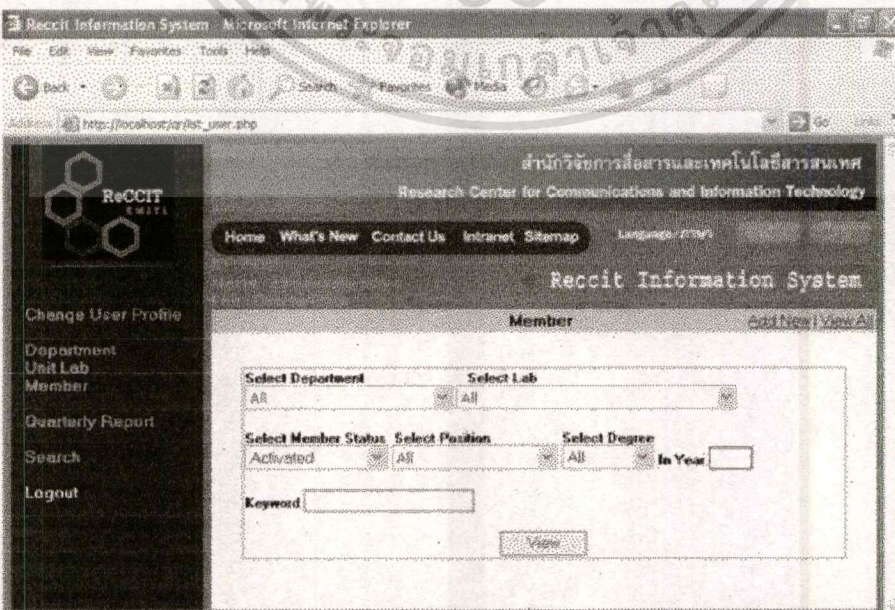 Reccit Information System - Microsoft Internet Explorer
File Edit View Favorites Tools Help
Back Search Favorites Media
Address http://localhost/qr/list_user.php Go Links
สำนักวิจัยการสื่อสารและเทคโนโลยีสารสนเทศ
ReCCIT
KMITL
Research Center for Communications and Information Technology
Home What's New Contact Us Intranet Sitemap Language:
Reccit Information System
Change User Profile
Member Add New | View All
Department
Unit Lab
Member
Quarterly Report
Search
Logout
Select Department Select Lab
All All
Select Member Status Select Position Select Degree
Activated All All In Year
Keyword
View